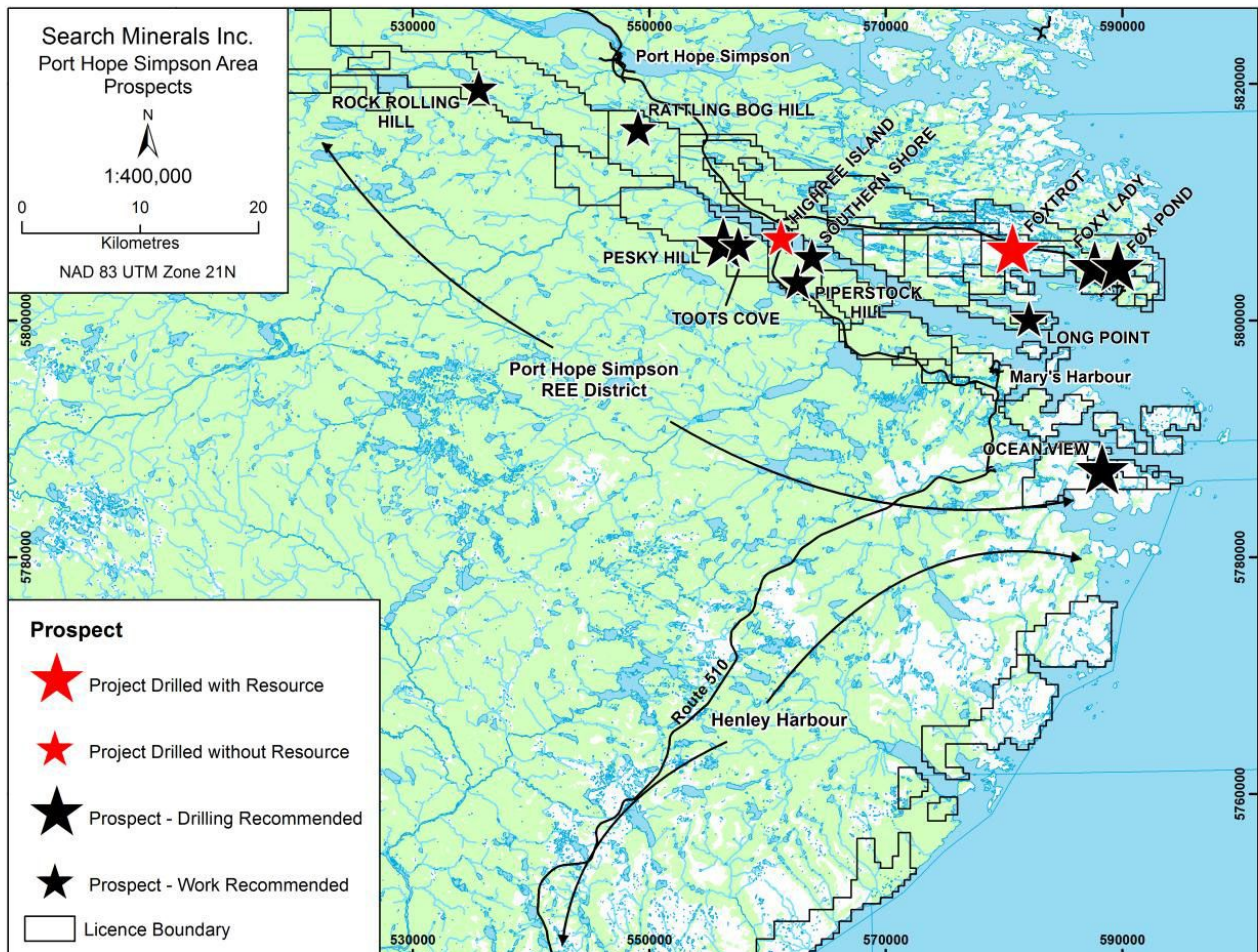 Search Minerals Inc.
Port Hope Simpson Area
Prospects
N
1:400,000
0 10 20
Kilometres
NAD 83 UTM Zone 21N
530000 550000 570000 590000
5820000
5800000
5780000
5760000
5800000
5780000
Port Hope Simpson
ROCK ROLLING
HILL
RATTLING BOG HILL
HIGHREE ISLAND
SOUTHERN SHORE
FOXTROT
FOXY LADY
FOX POND
PESKY HILL
TOOTS COVE
PIPERSTOCK
HILL
LONG POINT
Mary's Harbour
Port Hope Simpson
REE District
OCEAN VIEW
Route 510
Henley Harbour
Prospect
Project Drilled with Resource
Project Drilled without Resource
Prospect - Drilling Recommended
Prospect - Work Recommended
Licence Boundary
530000 550000 570000 590000